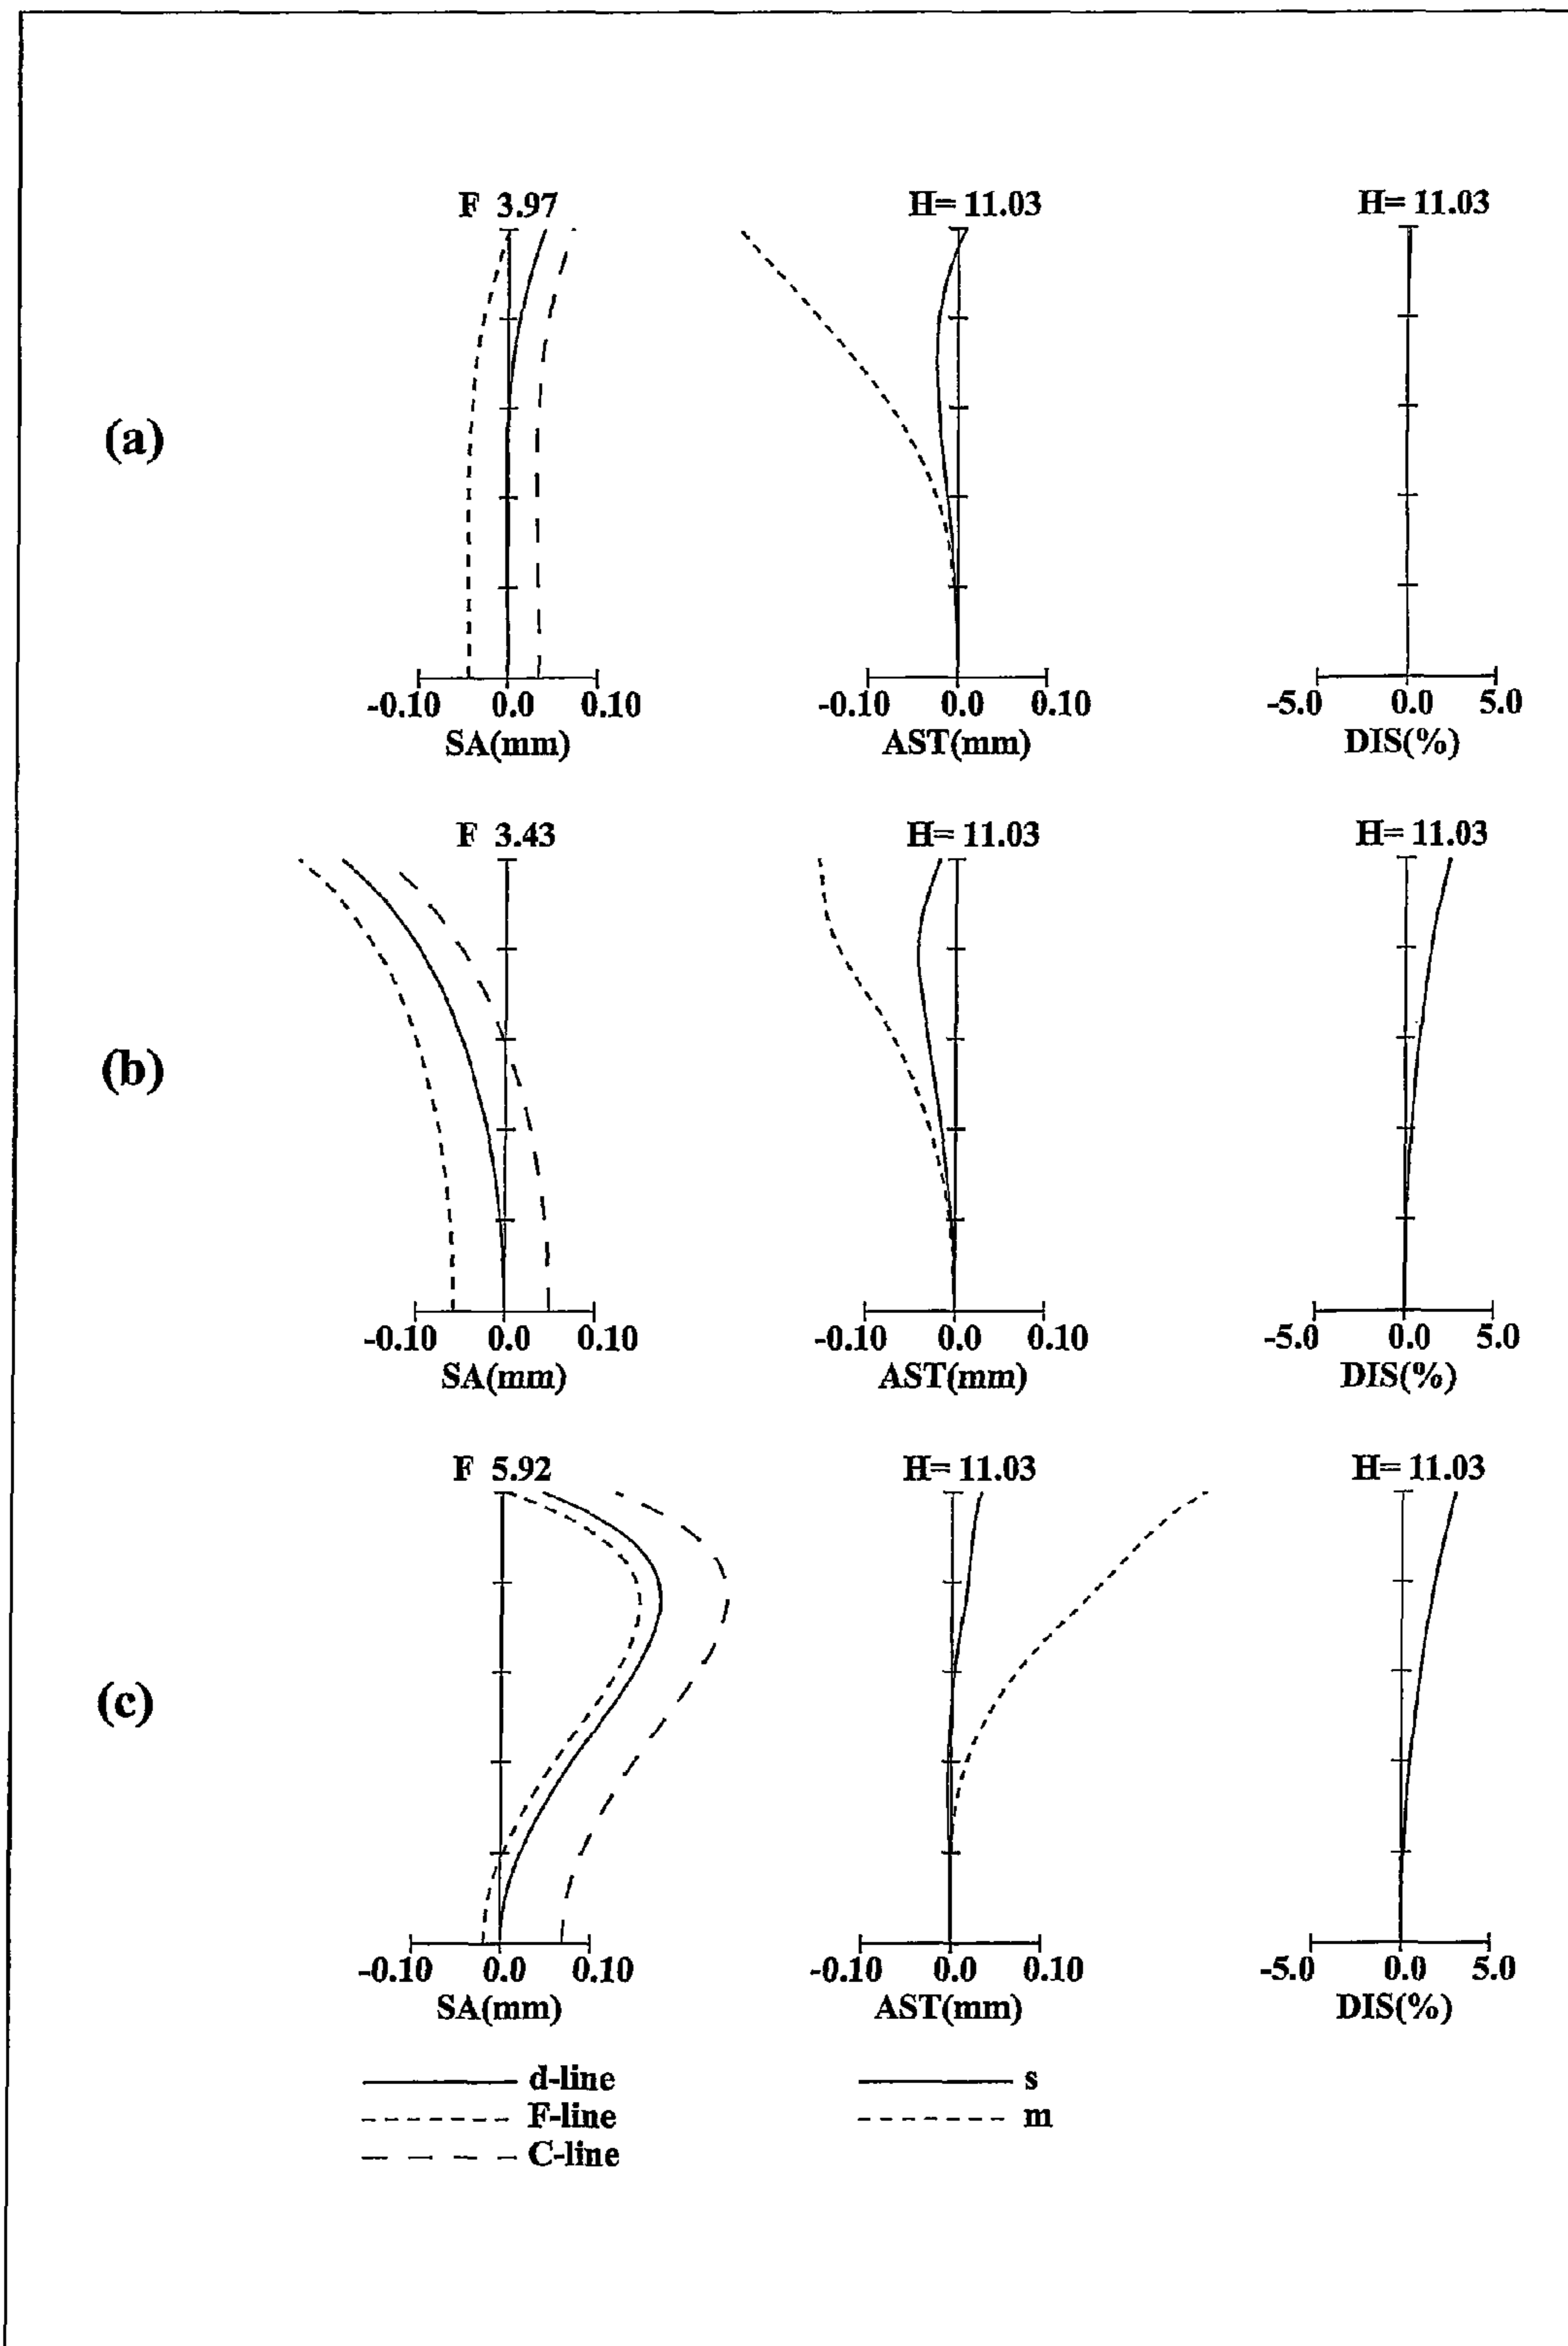 F 3.97 H= 11.03 H= 11.03
(a)
-0.10 0.0 0.10 -0.10 0.0 0.10 -5.0 0.0 5.0
SA(mm) AST(mm) DIS(%)
F 3.43 H= 11.03 H= 11.03
(b)
-0.10 0.0 0.10 -0.10 0.0 0.10 -5.0 0.0 5.0
SA(mm) AST(mm) DIS(%)
F 5.92 H= 11.03 H= 11.03
(c)
-0.10 0.0 0.10 -0.10 0.0 0.10 -5.0 0.0 5.0
SA(mm) AST(mm) DIS(%)
d-line s
F-line m
C-line